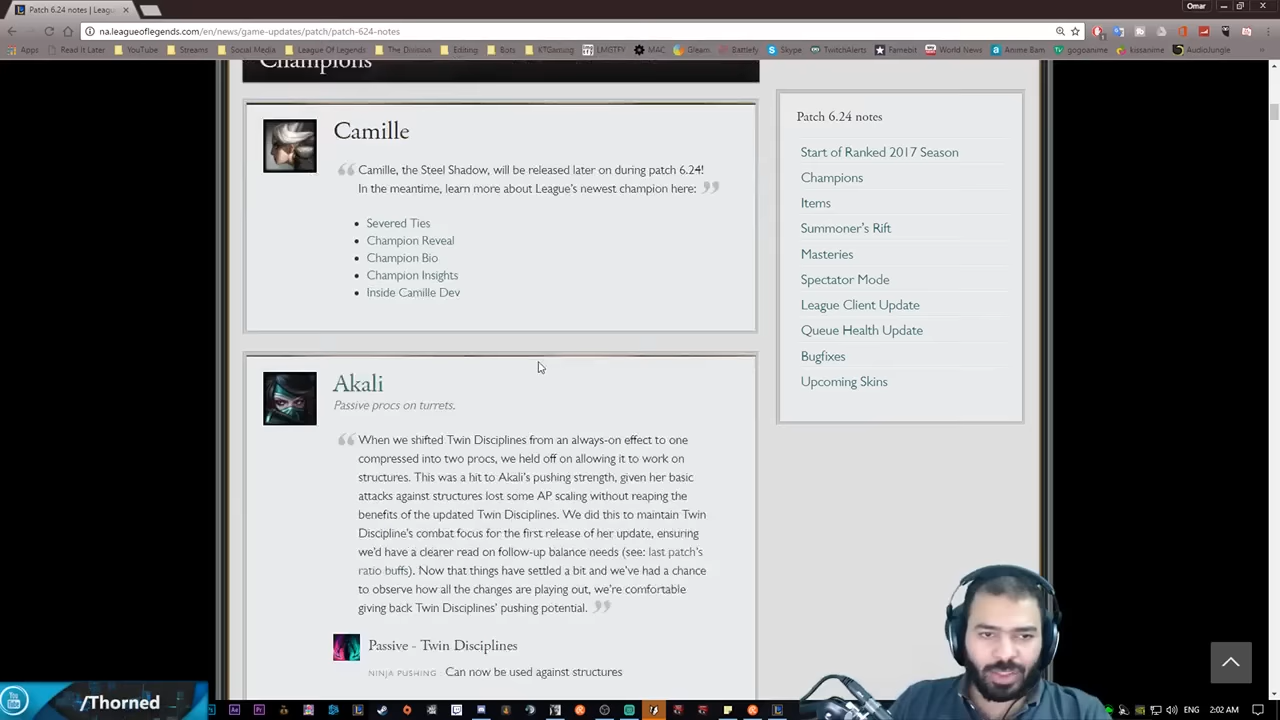 Patch 6.24 notes | Leagu
Omar
na.leagueoflegends.com/en/news/game-updates/patch/patch-624-notes
Apps
Read It Later
YouTube
Streams
Social Media
League Of Legends
The Division
Editing
Bots
KTGaming
LMGTFY
MAC
Gleam
Battlefy
Skype
TwitchAlerts
Famebit
World News
Anime Bam
gogoanime
kissanime
AudioJungle
Champions
Camille
Camille, the Steel Shadow, will be released later on during patch 6.24!
In the meantime, learn more about League's newest champion here:
Severed Ties
Champion Reveal
Champion Bio
Champion Insights
Inside Camille Dev
Akali
Passive procs on turrets.
When we shifted Twin Disciplines from an always-on effect to one
compressed into two procs, we held off on allowing it to work on
structures. This was a hit to Akali's pushing strength, given her basic
attacks against structures lost some AP scaling without reaping the
benefits of the updated Twin Disciplines. We did this to maintain Twin
Discipline's combat focus for the first release of her update, ensuring
we'd have a clearer read on follow-up balance needs (see: last patch's
ratio buffs). Now that things have settled a bit and we've had a chance
to observe how all the changes are playing out, we're comfortable
giving back Twin Disciplines' pushing potential.
Passive - Twin Disciplines
NINJA PUSHING Can now be used against structures
Patch 6.24 notes
Start of Ranked 2017 Season
Champions
Items
Summoner's Rift
Masteries
Spectator Mode
League Client Update
Queue Health Update
Bugfixes
Upcoming Skins
/Thorned
2:02 AM